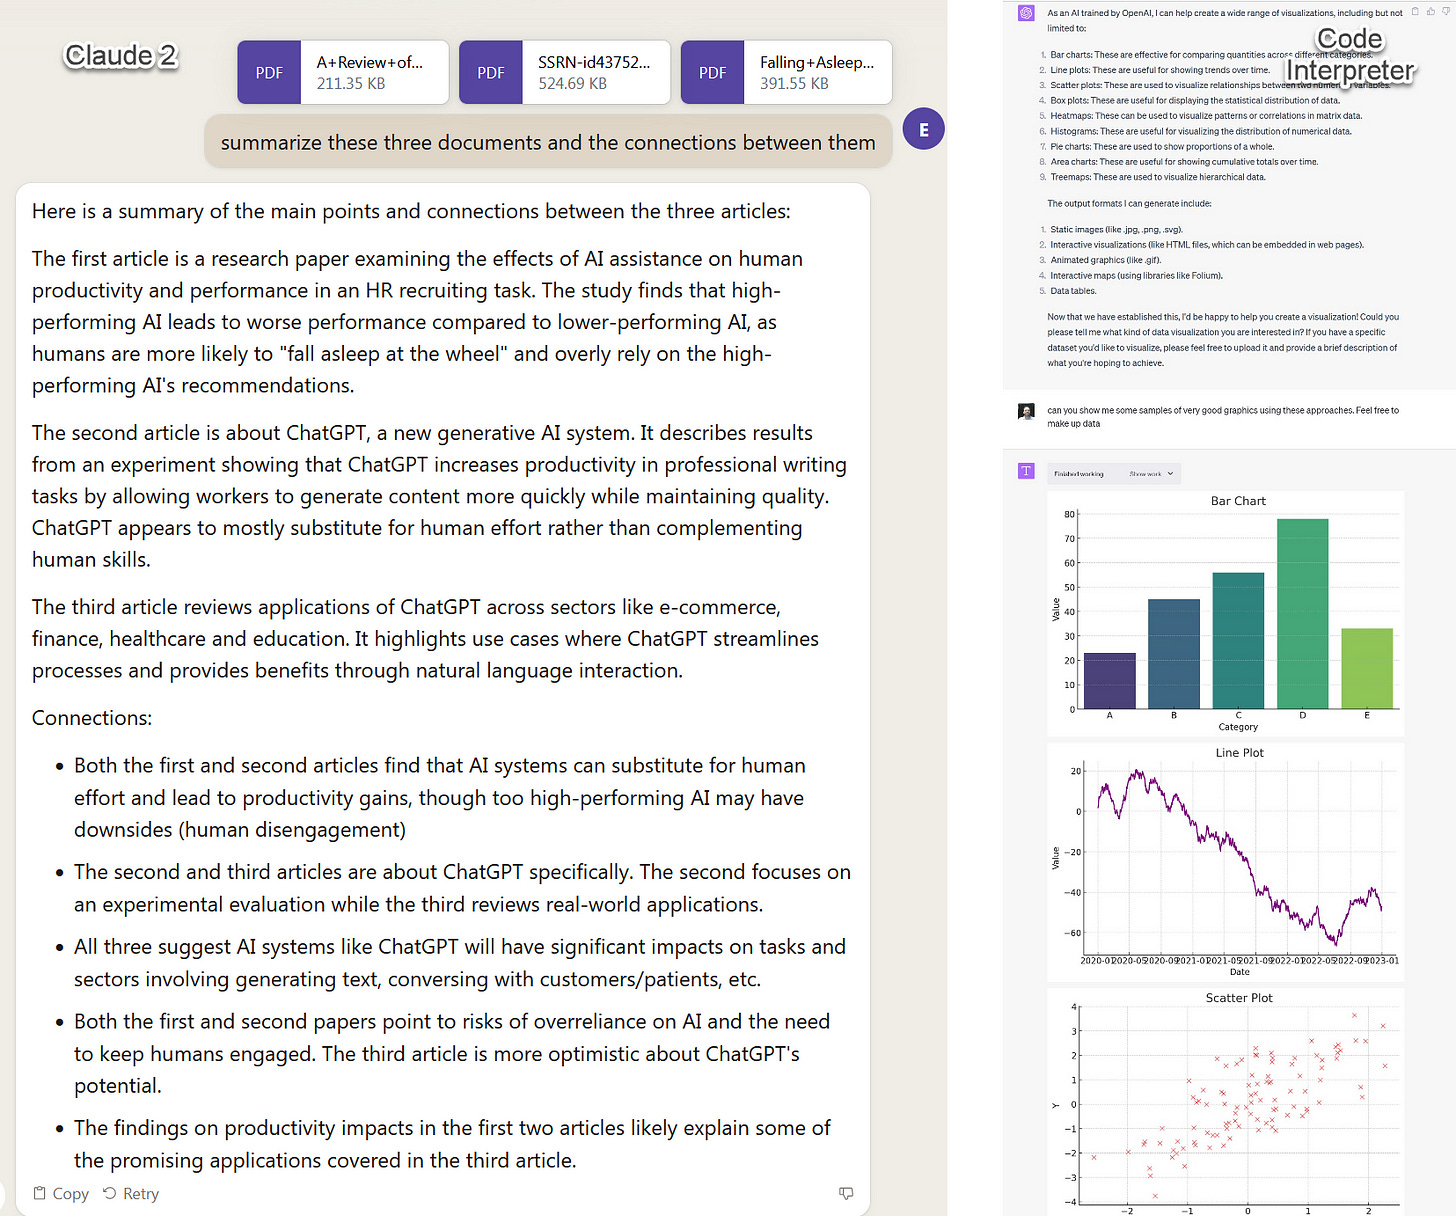 Claude 2
PDF
A+Review+of...
211.35 KB
PDF
SSRN-id43752...
524.69 KB
PDF
Falling+Asleep...
391.55 KB
summarize these three documents and the connections between them
E
Here is a summary of the main points and connections between the three articles:
The first article is a research paper examining the effects of AI assistance on human
productivity and performance in an HR recruiting task. The study finds that high-
performing AI leads to worse performance compared to lower-performing AI, as
humans are more likely to "fall asleep at the wheel" and overly rely on the high-
performing AI's recommendations.
The second article is about ChatGPT, a new generative AI system. It describes results
from an experiment showing that ChatGPT increases productivity in professional writing
tasks by allowing workers to generate content more quickly while maintaining quality.
ChatGPT appears to mostly substitute for human effort rather than complementing
human skills.
The third article reviews applications of ChatGPT across sectors like e-commerce,
finance, healthcare and education. It highlights use cases where ChatGPT streamlines
processes and provides benefits through natural language interaction.
Connections:
• Both the first and second articles find that AI systems can substitute for human
effort and lead to productivity gains, though too high-performing AI may have
downsides (human disengagement)
• The second and third articles are about ChatGPT specifically. The second focuses on
an experimental evaluation while the third reviews real-world applications.
• All three suggest AI systems like ChatGPT will have significant impacts on tasks and
sectors involving generating text, conversing with customers/patients, etc.
• Both the first and second papers point to risks of overreliance on AI and the need
to keep humans engaged. The third article is more optimistic about ChatGPT's
potential.
• The findings on productivity impacts in the first two articles likely explain some of
the promising applications covered in the third article.
Copy Retry
Code
Interpreter
As an AI trained by OpenAI, I can help create a wide range of visualizations, including but not
limited to:
1. Bar charts: These are effective for comparing quantities across different categories.
2. Line plots: These are useful for showing trends over time.
3. Scatter plots: These are used to visualize relationships between two numerical variables.
4. Box plots: These are useful for displaying the statistical distribution of data.
5. Heatmaps: These can be used to visualize patterns or correlations in matrix data.
6. Histograms: These are useful for visualizing the distribution of numerical data.
7. Pie charts: These are used to show proportions of a whole.
8. Area charts: These are useful for showing cumulative totals over time.
9. Treemaps: These are used to visualize hierarchical data.
The output formats I can generate include:
1. Static images (like .jpg, .png, .svg).
2. Interactive visualizations (like HTML files, which can be embedded in web pages).
3. Animated graphics (like .gif).
4. Interactive maps (using libraries like Folium).
5. Data tables.
Now that we have established this, I'd be happy to help you create a visualization! Could you
please tell me what kind of data visualization you are interested in? If you have a specific
dataset you'd like to visualize, please feel free to upload it and provide a brief description of
what you're hoping to achieve.
can you show me some samples of very good graphics using these approaches. Feel free to
make up data
T
Finished working Show work
Bar Chart
80
70
60
50
40
30
20
10
0
Value
A B C D E
Category
Line Plot
20
0
−20
−40
−60
Value
2020-01 2020-05 2020-09 2021-01 2021-05 2021-09 2022-01 2022-05 2022-09 2023-01
Date
Scatter Plot
4
3
2
1
0
−1
−2
−3
−4
Y
−2 −1 0 1 2